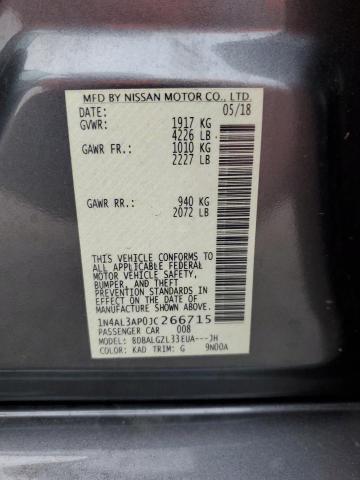 MFD BY NISSAN MOTOR CO., LTD.
DATE: 05/18
GVWR: 1917 KG
4226 LB
GAWR FR.: 1010 KG
2227 LB
GAWR RR.: 940 KG
2072 LB
THIS VEHICLE CONFORMS TO ALL
APPLICABLE FEDERAL
MOTOR VEHICLE SAFETY,
BUMPER, AND THEFT
PREVENTION STANDARDS
IN EFFECT ON THE DATE OF
MANUFACTURE SHOWN ABOVE.
1N4AL3AP0JC266715
PASSENGER CAR 008
MODEL: BDBALGZL33EUA---JH
COLOR: KAD TRIM: G 9N00A